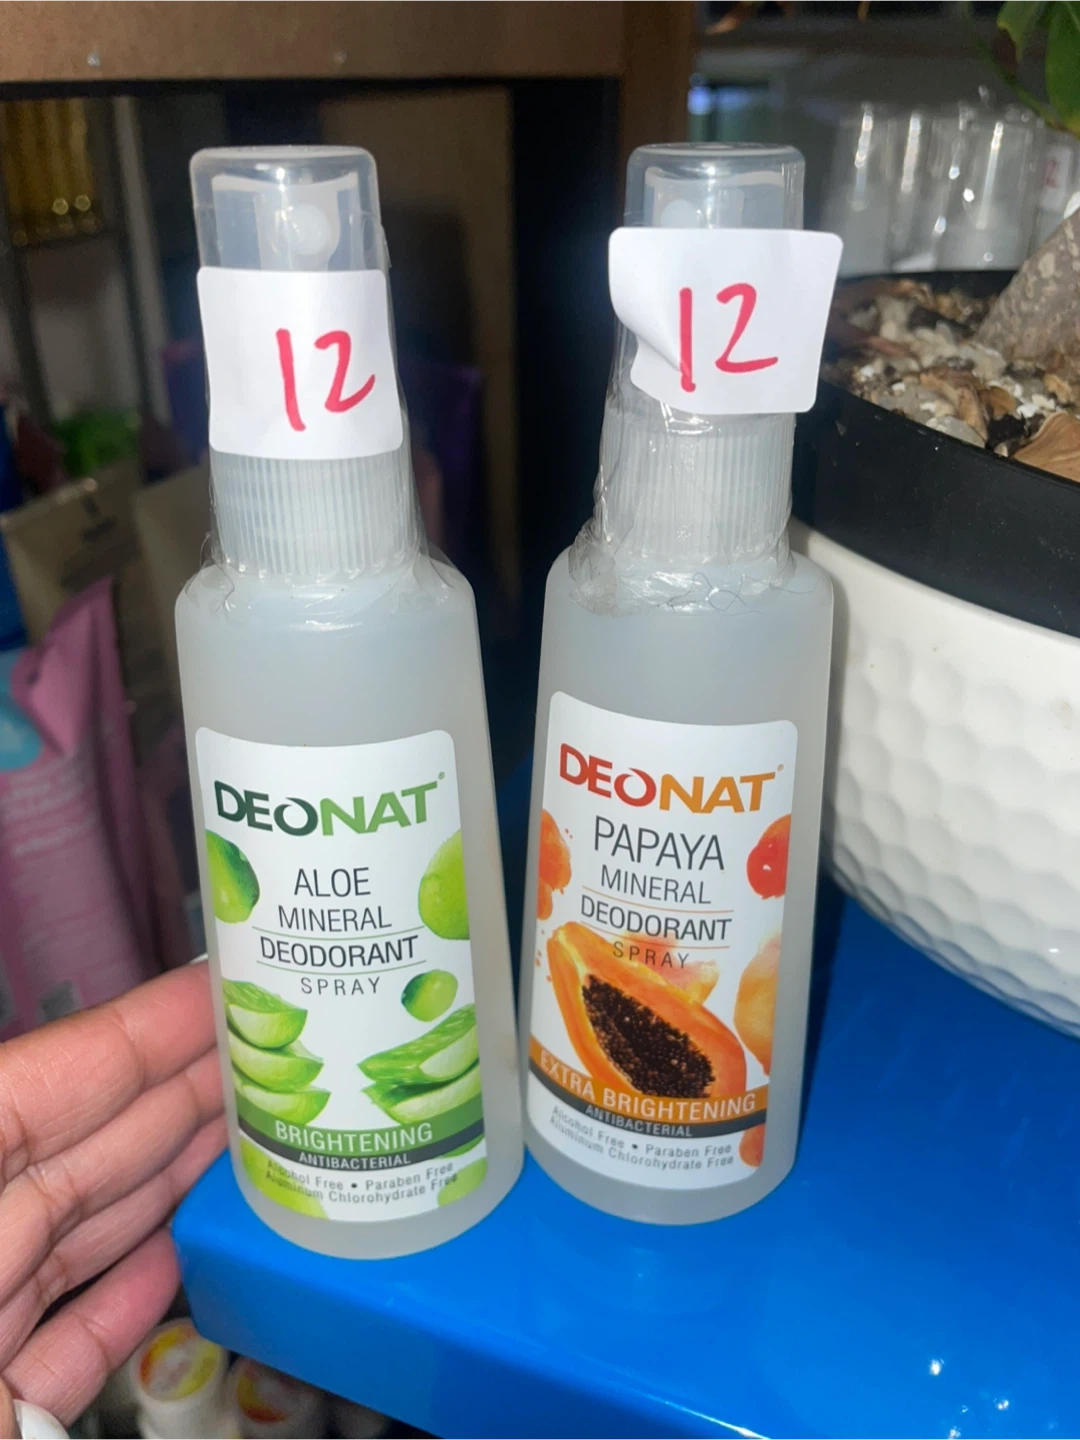 12
DEONAT®
ALOE
MINERAL
DEODORANT
SPRAY
BRIGHTENING
ANTIBACTERIAL
Alcohol Free • Paraben Free
Aluminum Chlorohydrate Free
12
DEONAT®
PAPAYA
MINERAL
DEODORANT
SPRAY
EXTRA BRIGHTENING
ANTIBACTERIAL
Alcohol Free • Paraben Free
Aluminum Chlorohydrate Free